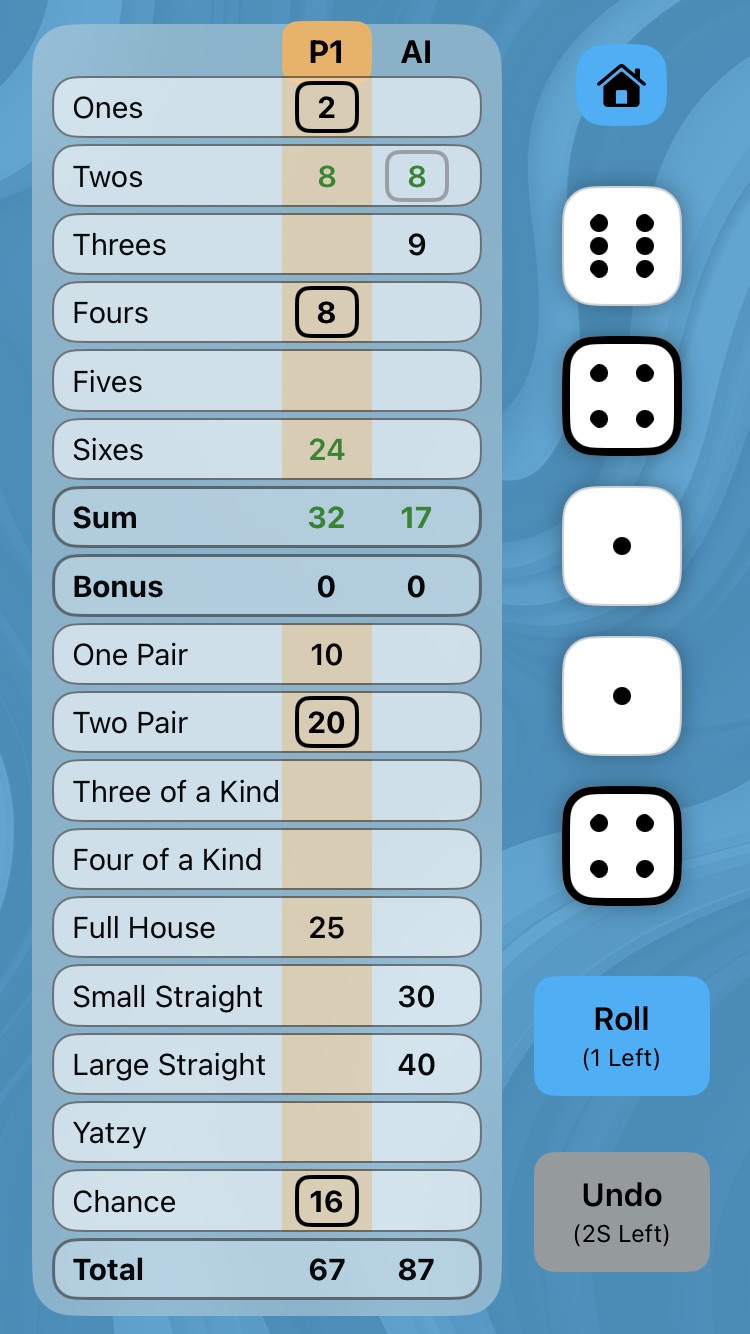 P1 AI
Ones 2
Twos 8 8
Threes 9
Fours 8
Fives
Sixes 24
Sum 32 17
Bonus 0 0
One Pair 10
Two Pair 20
Three of a Kind
Four of a Kind
Full House 25
Small Straight 30
Large Straight 40
Yatzy
Chance 16
Total 67 87
Roll
(1 Left)
Undo
(2S Left)